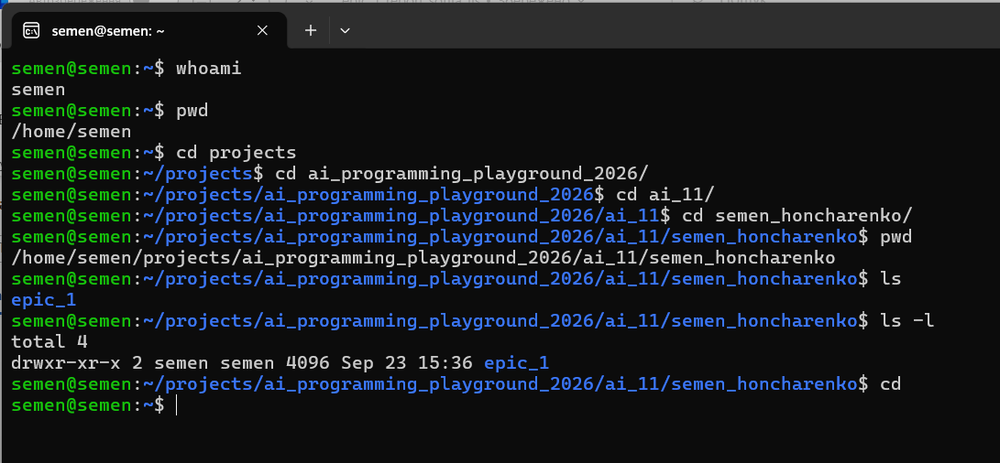 semen@semen: ~
semen@semen:~$ whoami
semen
semen@semen:~$ pwd
/home/semen
semen@semen:~$ cd projects
semen@semen:~/projects$ cd ai_programming_playground_2026/
semen@semen:~/projects/ai_programming_playground_2026$ cd ai_11/
semen@semen:~/projects/ai_programming_playground_2026/ai_11$ cd semen_honcharenko/
semen@semen:~/projects/ai_programming_playground_2026/ai_11/semen_honcharenko$ pwd
/home/semen/projects/ai_programming_playground_2026/ai_11/semen_honcharenko
semen@semen:~/projects/ai_programming_playground_2026/ai_11/semen_honcharenko$ ls
epic_1
semen@semen:~/projects/ai_programming_playground_2026/ai_11/semen_honcharenko$ ls -l
total 4
drwxr-xr-x 2 semen semen 4096 Sep 23 15:36 epic_1
semen@semen:~/projects/ai_programming_playground_2026/ai_11/semen_honcharenko$ cd
semen@semen:~$